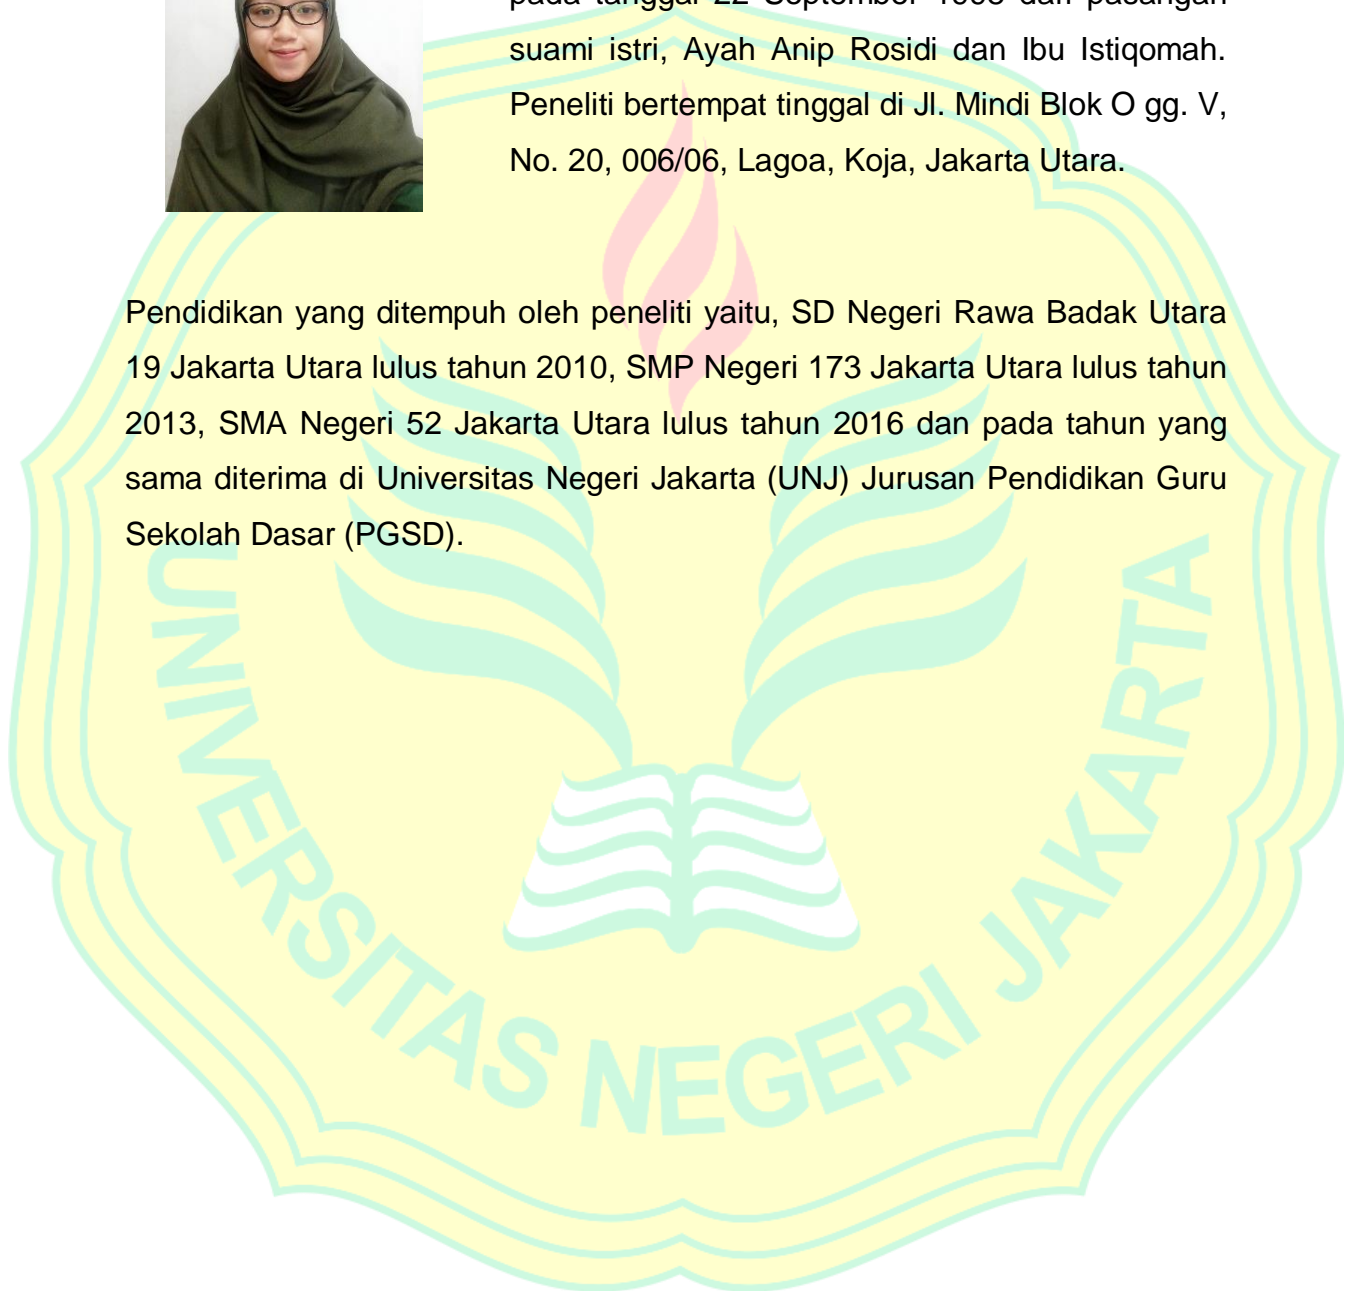 pada tanggal 22 September 1998 dari pasangan
suami istri, Ayah Anip Rosidi dan Ibu Istiqomah.
Peneliti bertempat tinggal di Jl. Mindi Blok O gg. V,
No. 20, 006/06, Lagoa, Koja, Jakarta Utara.
Pendidikan yang ditempuh oleh peneliti yaitu, SD Negeri Rawa Badak Utara
19 Jakarta Utara lulus tahun 2010, SMP Negeri 173 Jakarta Utara lulus tahun
2013, SMA Negeri 52 Jakarta Utara lulus tahun 2016 dan pada tahun yang
sama diterima di Universitas Negeri Jakarta (UNJ) Jurusan Pendidikan Guru
Sekolah Dasar (PGSD).
UNIVERSITAS NEGERI JAKARTA